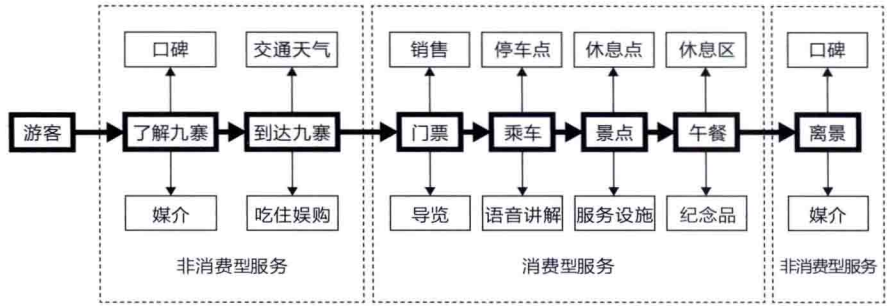 口碑 交通天气 销售 停车点 休息点 休息区 口碑
游客 了解九寨 到达九寨 门票 乘车 景点 午餐 离景
媒介 吃住娱购 导览 语音讲解 服务设施 纪念品 媒介
非消费型服务 消费型服务 非消费型服务